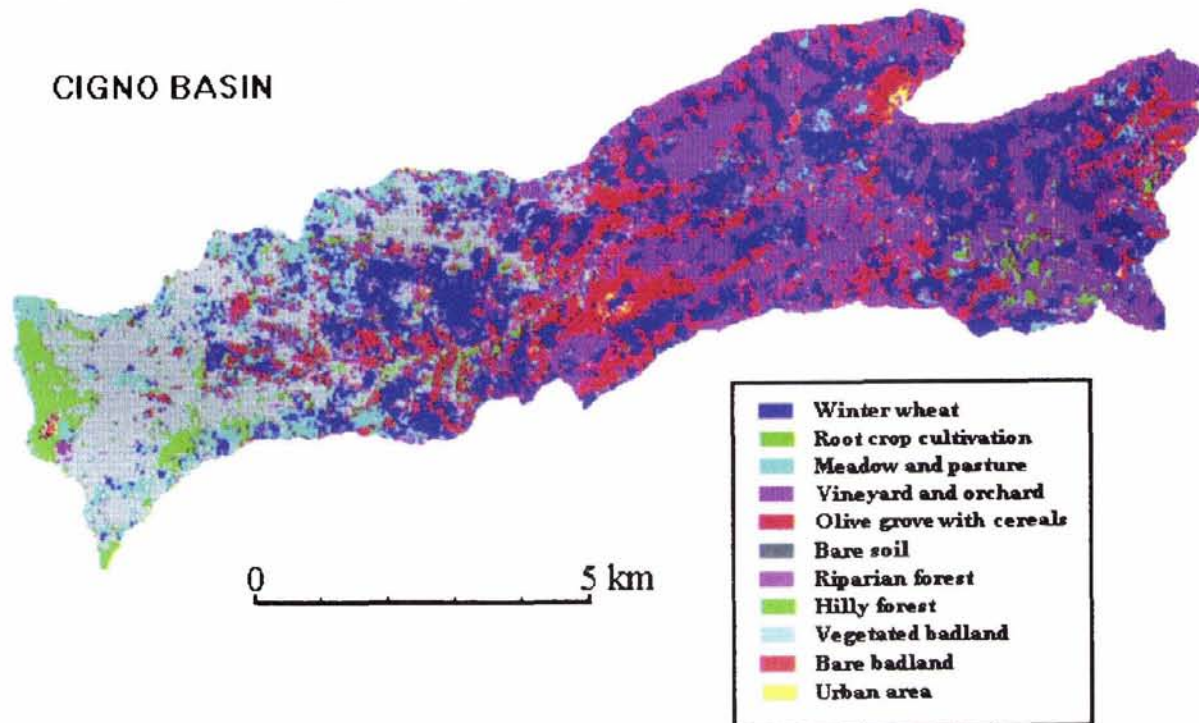 CIGNO BASIN
0 5 km
Winter wheat
Root crop cultivation
Meadow and pasture
Vineyard and orchard
Olive grove with cereals
Bare soil
Riparian forest
Hilly forest
Vegetated badland
Bare badland
Urban area